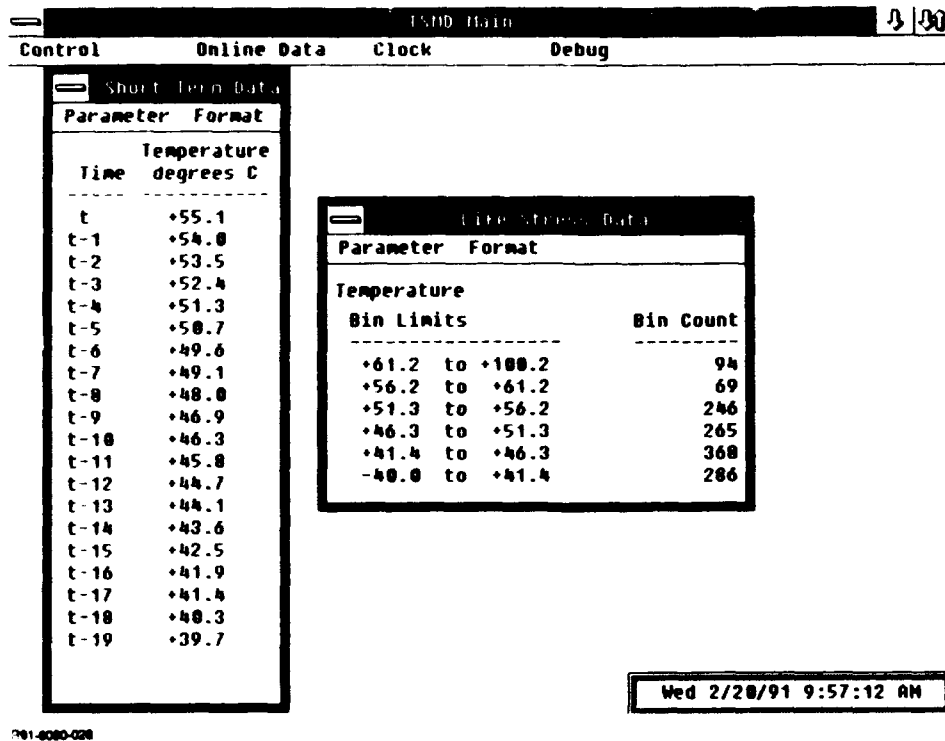 TSMD Main
Control Online Data Clock Debug
Short Term Data
Parameter Format
Temperature
Time degrees C
----- ------------
t +55.1
t-1 +54.0
t-2 +53.5
t-3 +52.4
t-4 +51.3
t-5 +50.7
t-6 +49.6
t-7 +49.1
t-8 +48.0
t-9 +46.9
t-10 +46.3
t-11 +45.8
t-12 +44.7
t-13 +44.1
t-14 +43.6
t-15 +42.5
t-16 +41.9
t-17 +41.4
t-18 +40.3
t-19 +39.7
Life Stress Data
Parameter Format
Temperature
Bin Limits Bin Count
------------------- ---------
+61.2 to +100.2 94
+56.2 to +61.2 69
+51.3 to +56.2 246
+46.3 to +51.3 265
+41.4 to +46.3 360
-40.0 to +41.4 286
Wed 2/20/91 9:57:12 AM
R91-6080-028